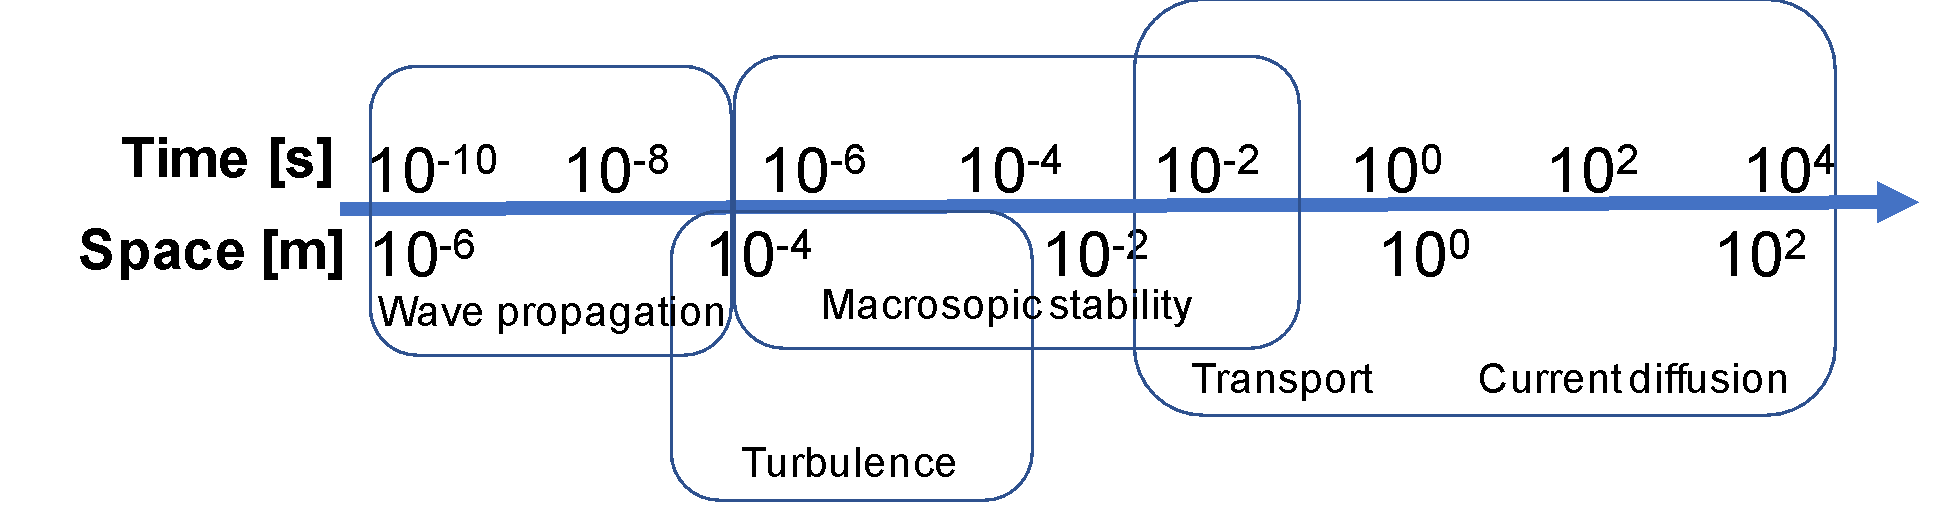 Time [s] 10⁻¹⁰ 10⁻⁸ 10⁻⁶ 10⁻⁴ 10⁻² 10⁰ 10² 10⁴
Space [m] 10⁻⁶ 10⁻⁴ 10⁻² 10⁰ 10²
Wave propagation Macrosopic stability
Transport Current diffusion
Turbulence